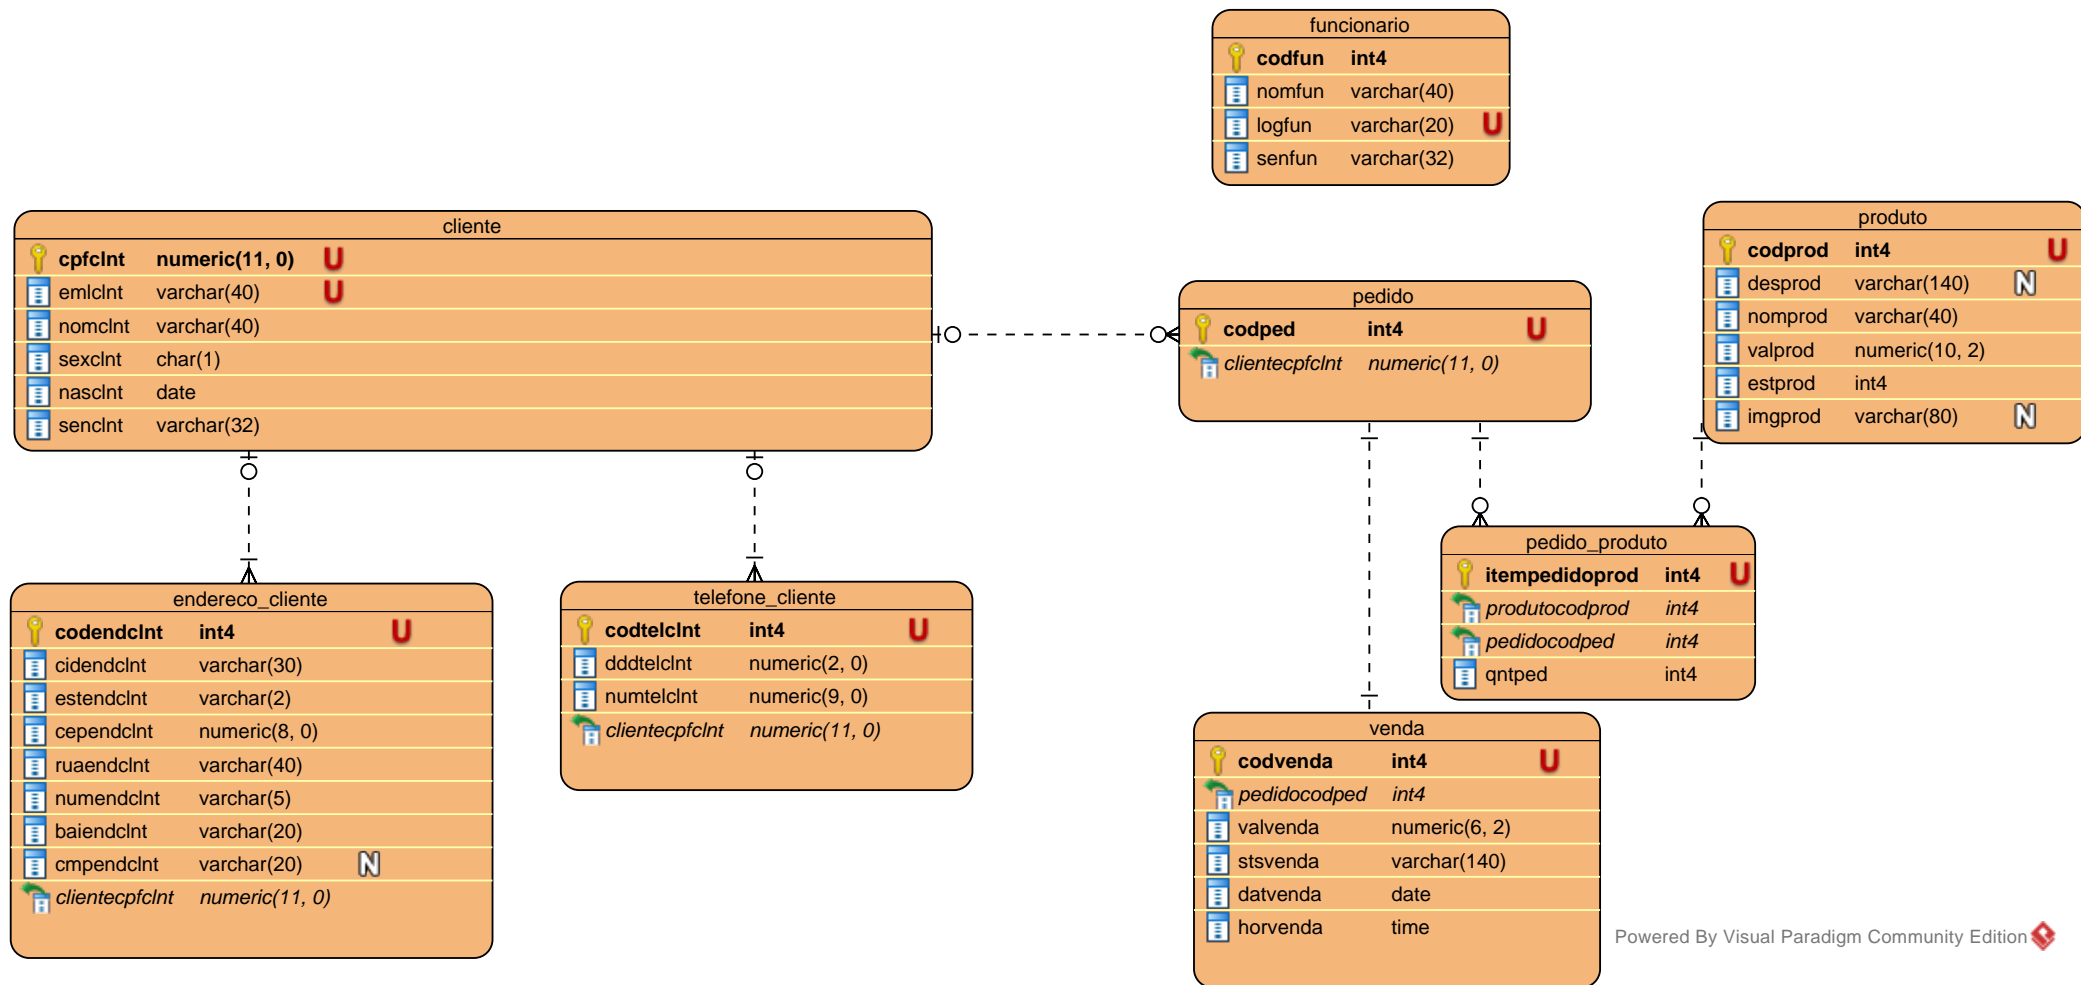 funcionario
codfun int4
nomfun varchar(40)
logfun varchar(20) U
senfun varchar(32)
cliente
cpfclnt numeric(11, 0) U
emlclnt varchar(40) U
nomclnt varchar(40)
sexclnt char(1)
nasclnt date
senclnt varchar(32)
pedido
codped int4 U
clientecpfclnt numeric(11, 0)
produto
codprod int4 U
desprod varchar(140) N
nomprod varchar(40)
valprod numeric(10, 2)
estprod int4
imgprod varchar(80) N
endereco_cliente
codendclnt int4 U
cidendclnt varchar(30)
estendclnt varchar(2)
cependclnt numeric(8, 0)
ruaendclnt varchar(40)
numendclnt varchar(5)
baiendclnt varchar(20)
cmpendclnt varchar(20) N
clientecpfclnt numeric(11, 0)
telefone_cliente
codtelclnt int4 U
dddtelclnt numeric(2, 0)
numtelclnt numeric(9, 0)
clientecpfclnt numeric(11, 0)
pedido_produto
itempedidoprod int4 U
produtocodprod int4
pedidocodped int4
qntped int4
venda
codvenda int4 U
pedidocodped int4
valvenda numeric(6, 2)
stsvenda varchar(140)
datvenda date
horvenda time
Powered By Visual Paradigm Community Edition